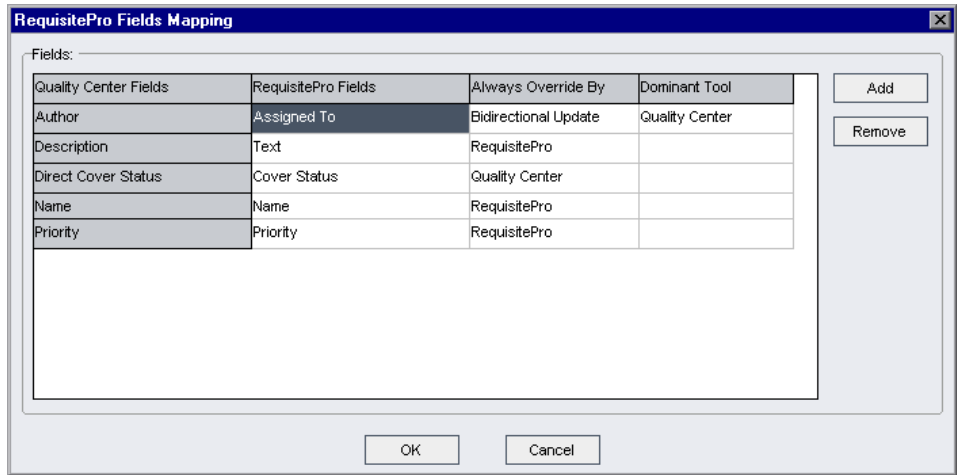 RequisitePro Fields Mapping
Fields:
Quality Center Fields RequisitePro Fields Always Override By Dominant Tool
Add
Author Assigned To Bidirectional Update Quality Center
Remove
Description Text RequisitePro
Direct Cover Status Cover Status Quality Center
Name Name RequisitePro
Priority Priority RequisitePro
OK Cancel